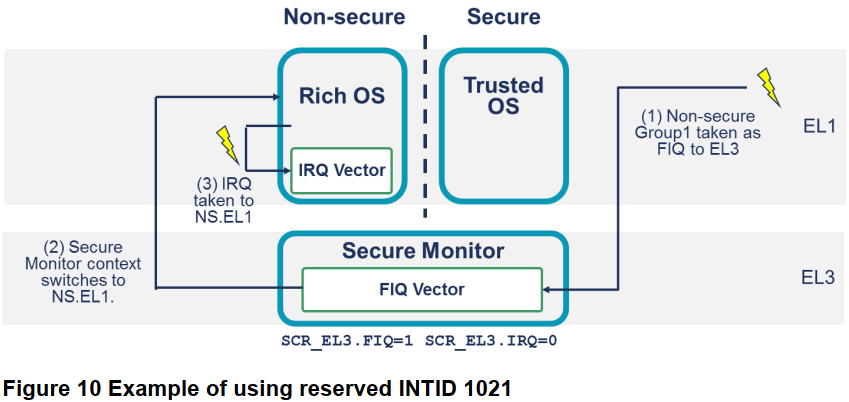 Non-secure
Secure
Rich OS
Trusted
OS
(1) Non-secure
Group1 taken as
FIQ to EL3
EL1
IRQ Vector
(3) IRQ
taken to
NS.EL1
(2) Secure
Monitor context
switches to
NS.EL1.
Secure Monitor
FIQ Vector
EL3
SCR_EL3.FIQ=1 SCR_EL3.IRQ=0
Figure 10 Example of using reserved INTID 1021